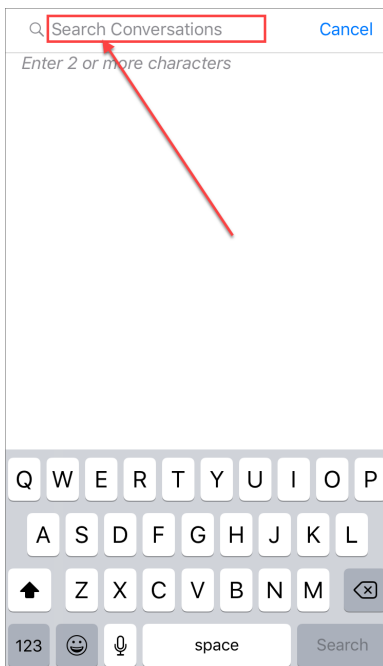 Search Conversations Cancel
Enter 2 or more characters
Q W E R T Y U I O P
A S D F G H J K L
Z X C V B N M
123 space Search